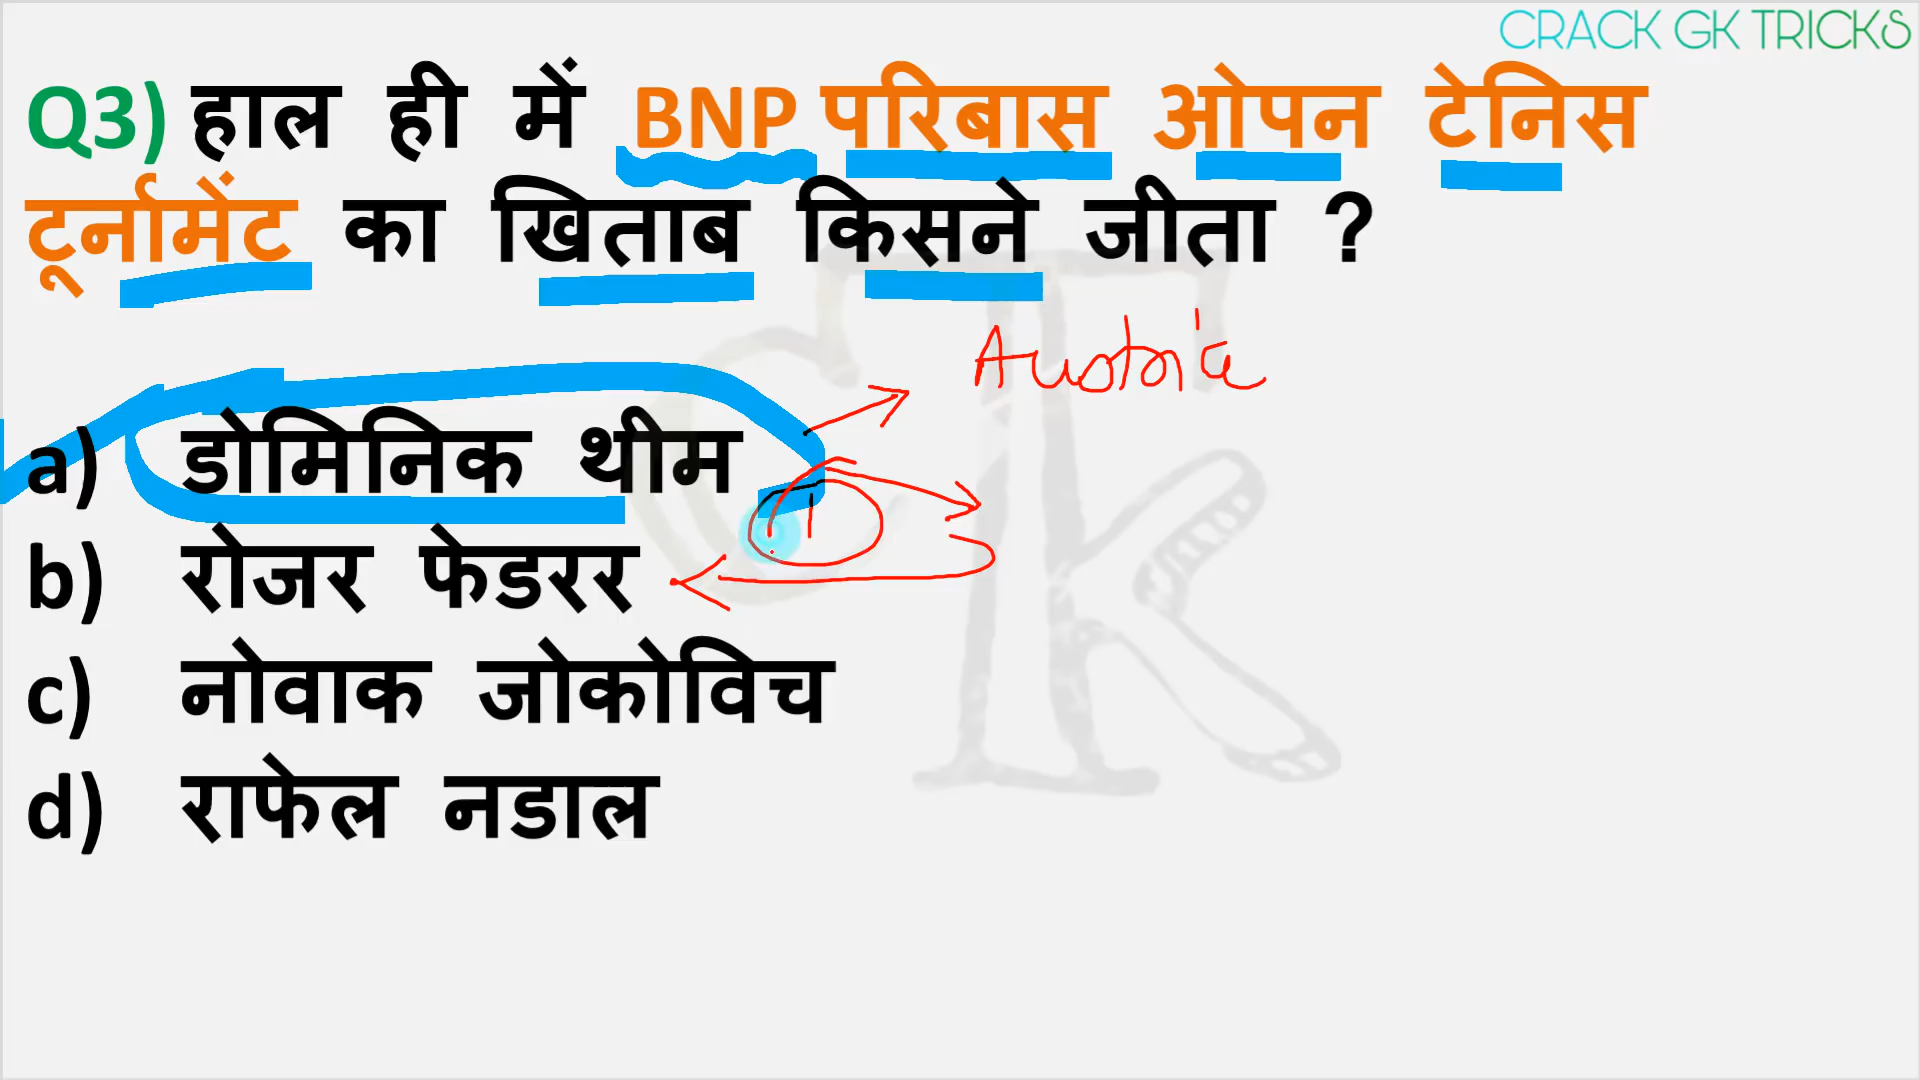 CRACK GK TRICKS
Q3) हाल ही में BNP परिबास ओपन टेनिस
टूर्नामेंट का खिताब किसने जीता ?
Austria
a) डोमिनिक थीम
b) रोजर फेडरर
c) नोवाक जोकोविच
d) राफेल नडाल